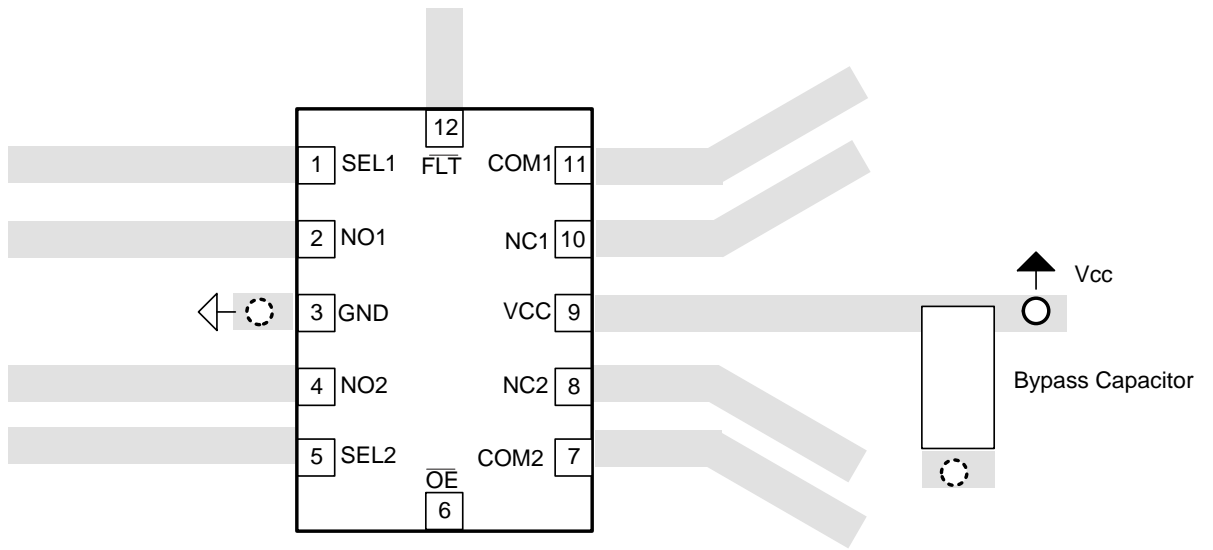 12
FLT
1 SEL1
COM1 11
2 NO1
NC1 10
3 GND
VCC 9
Vcc
4 NO2
NC2 8
Bypass Capacitor
5 SEL2
COM2 7
OE
6